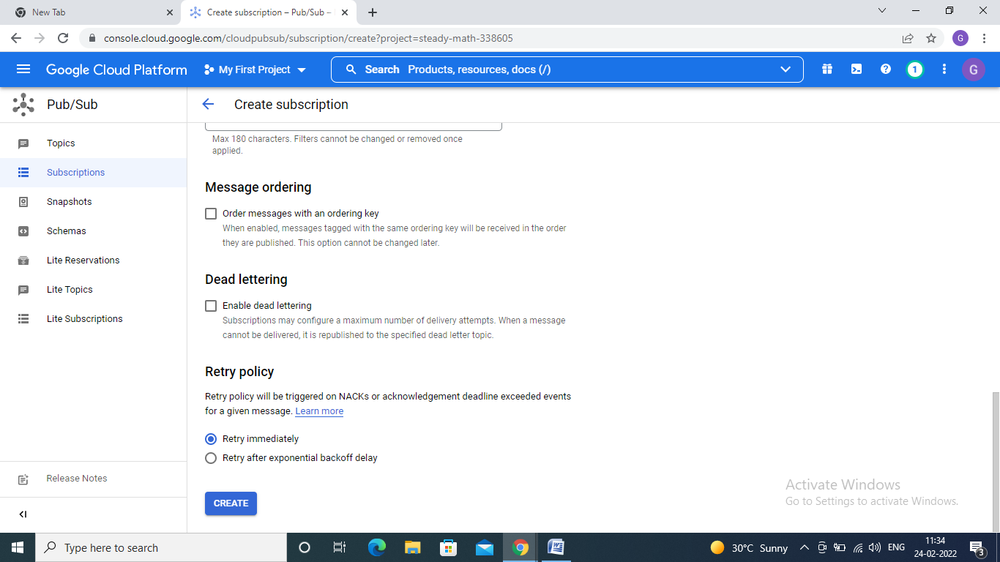 New Tab
Create subscription – Pub/Sub –
console.cloud.google.com/cloudpubsub/subscription/create?project=steady-math-338605
G
Google Cloud Platform
My First Project
Search Products, resources, docs (/)
1
G
Pub/Sub
Create subscription
Topics
Subscriptions
Snapshots
Schemas
Lite Reservations
Lite Topics
Lite Subscriptions
Release Notes
Max 180 characters. Filters cannot be changed or removed once
applied.
Message ordering
Order messages with an ordering key
When enabled, messages tagged with the same ordering key will be received in the order
they are published. This option cannot be changed later.
Dead lettering
Enable dead lettering
Subscriptions may configure a maximum number of delivery attempts. When a message
cannot be delivered, it is republished to the specified dead letter topic.
Retry policy
Retry policy will be triggered on NACKs or acknowledgement deadline exceeded events
for a given message. Learn more
Retry immediately
Retry after exponential backoff delay
CREATE
Activate Windows
Go to Settings to activate Windows.
Type here to search
30°C Sunny
ENG
11:34
24-02-2022
3